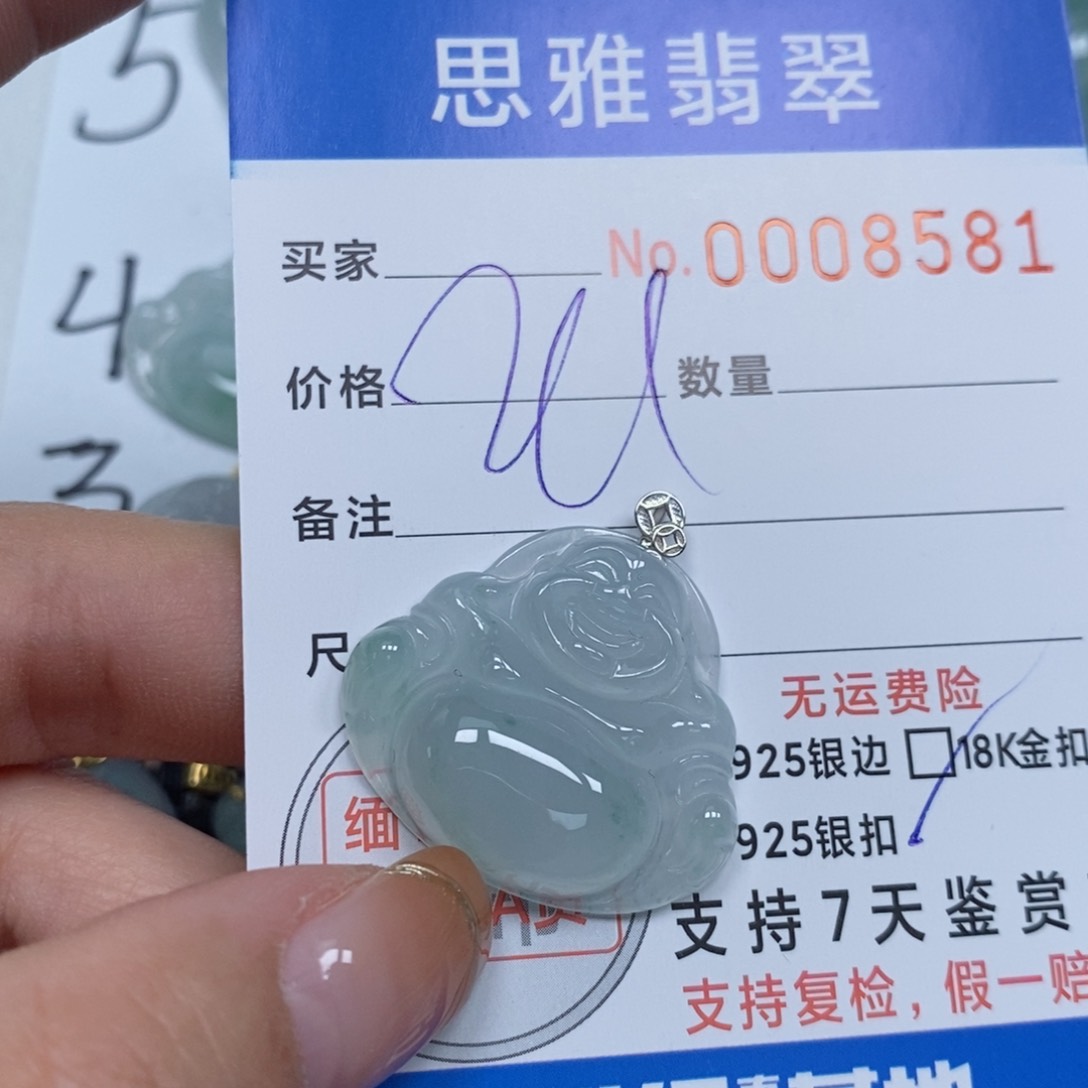 思雅翡翠
5
4
3
买家 No.0008581
价格 数量
备注
尺
无运费险
925银边 □18K金扣
925银扣
缅
A货
支持7天鉴赏
支持复检，假一赔